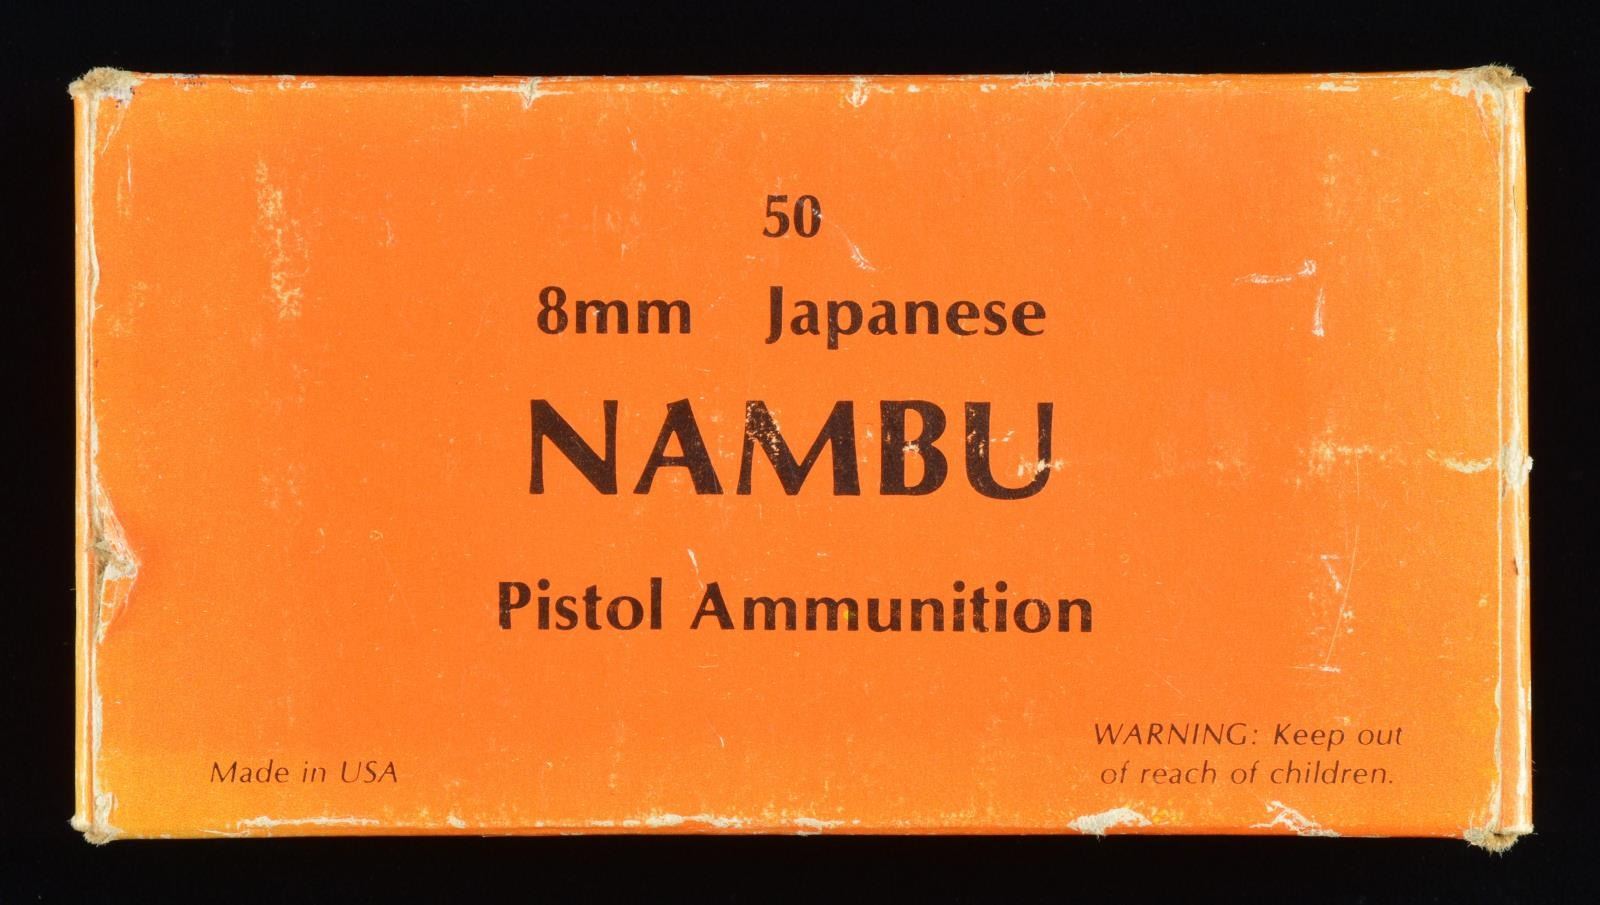 50
8mm Japanese
NAMBU
Pistol Ammunition
Made in USA
WARNING: Keep out
of reach of children.